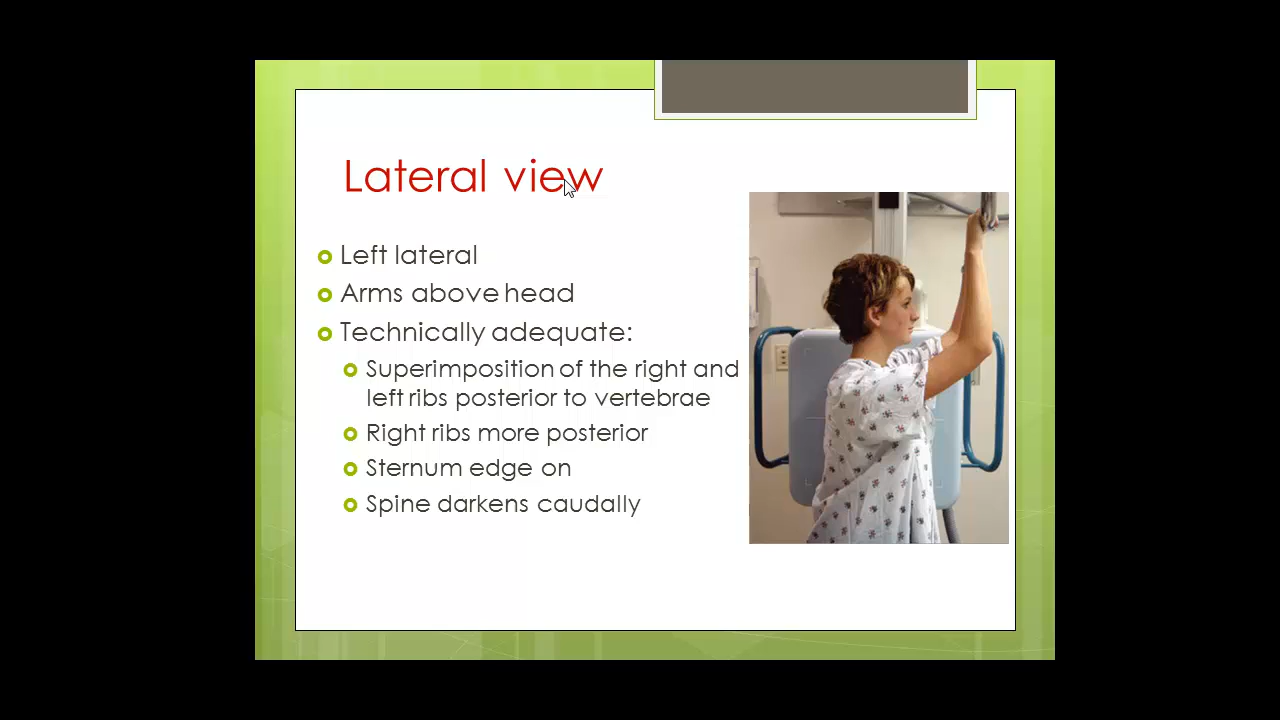 Lateral view
Left lateral
Arms above head
Technically adequate:
Superimposition of the right and
left ribs posterior to vertebrae
Right ribs more posterior
Sternum edge on
Spine darkens caudally